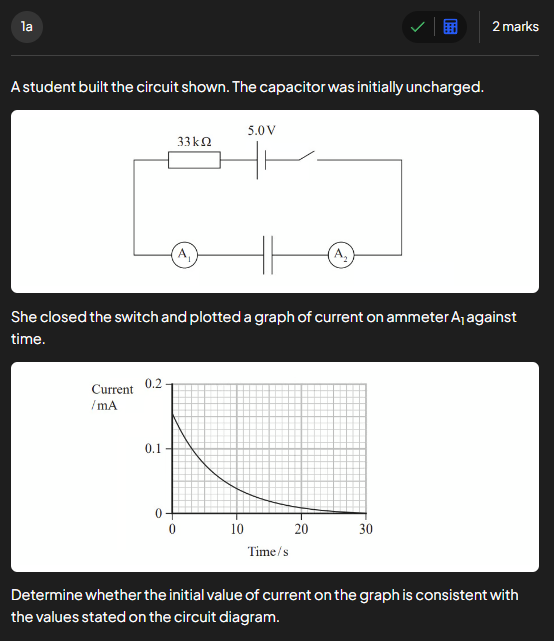 1a
2 marks
A student built the circuit shown. The capacitor was initially uncharged.
5.0 V
33 kΩ
A₁
A₂
She closed the switch and plotted a graph of current on ammeter A₁ against
time.
Current
/ mA
0.2
0.1
0
0 10 20 30
Time / s
Determine whether the initial value of current on the graph is consistent with
the values stated on the circuit diagram.